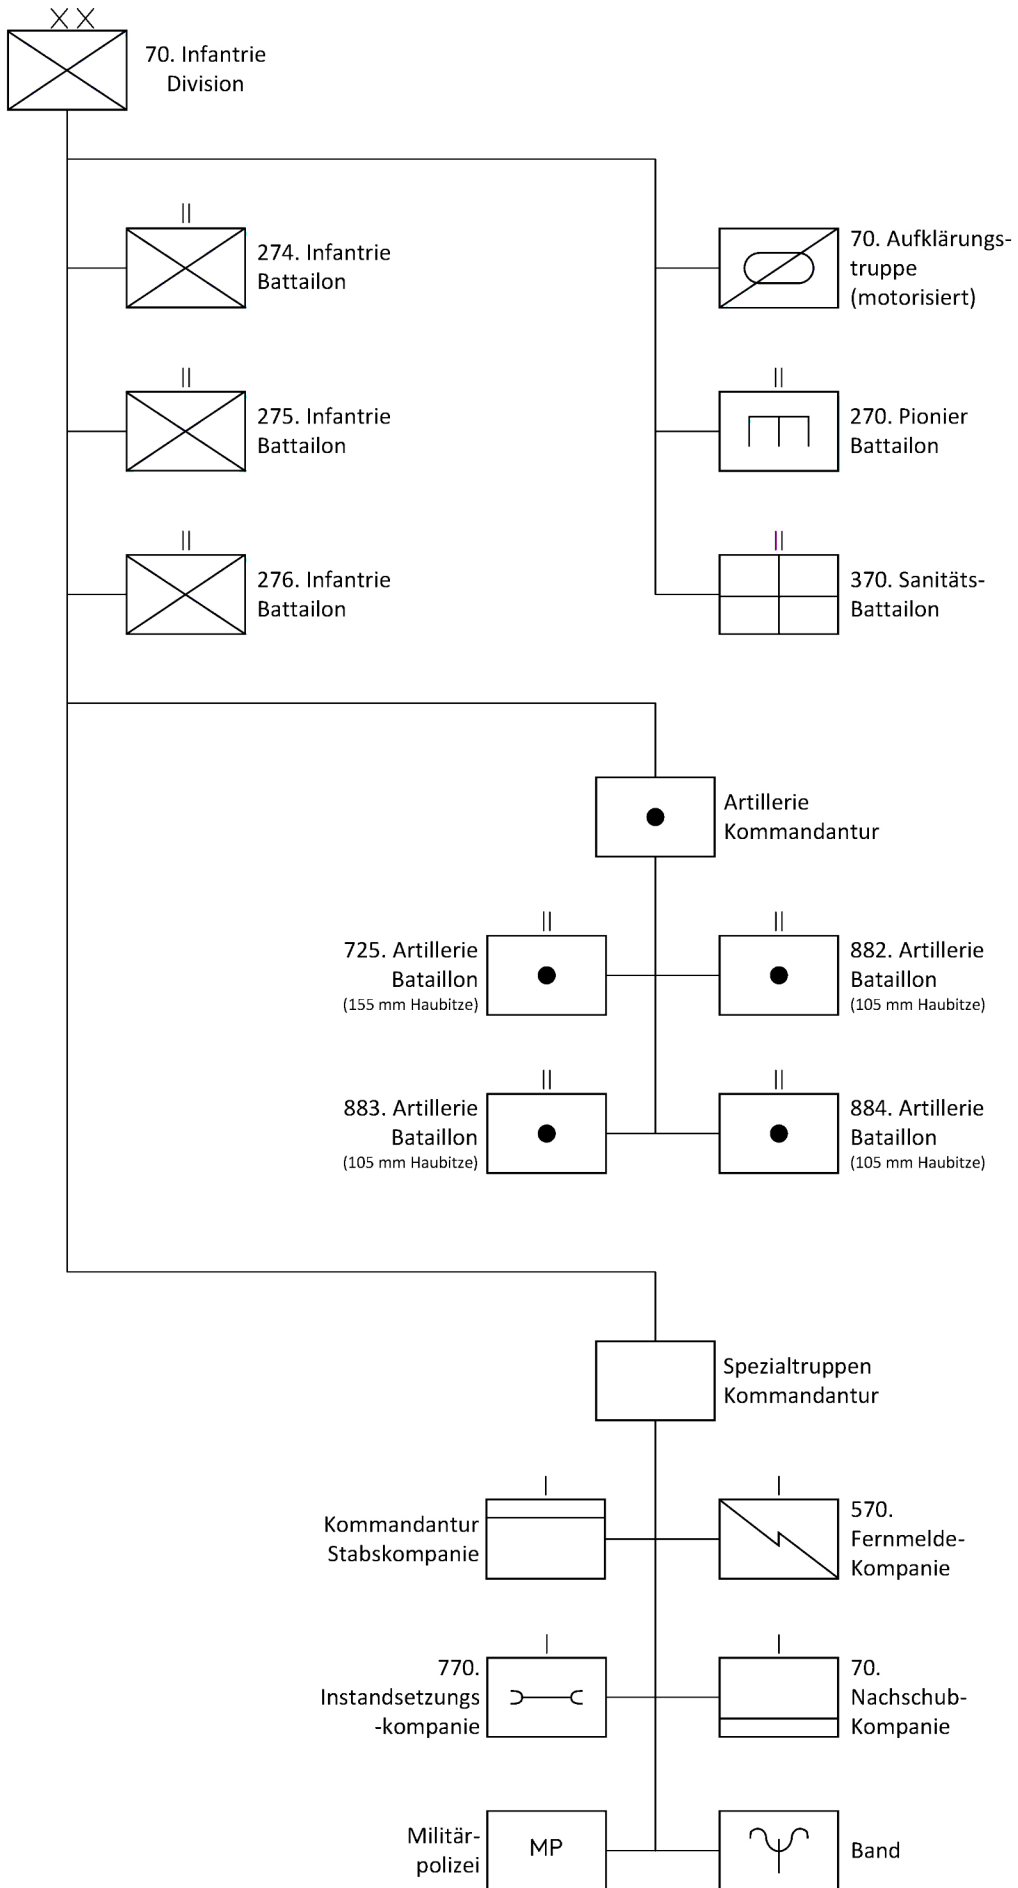 70. Infantrie
Division
274. Infantrie
Battailon
70. Aufklärungs-
truppe
(motorisiert)
275. Infantrie
Battailon
270. Pionier
Battailon
276. Infantrie
Battailon
370. Sanitäts-
Battailon
Artillerie
Kommandantur
725. Artillerie
Bataillon
(155 mm Haubitze)
882. Artillerie
Bataillon
(105 mm Haubitze)
883. Artillerie
Bataillon
(105 mm Haubitze)
884. Artillerie
Bataillon
(105 mm Haubitze)
Spezialtruppen
Kommandantur
Kommandantur
Stabskompanie
570.
Fernmelde-
Kompanie
770.
Instandsetzungs
-kompanie
70.
Nachschub-
Kompanie
Militär-
polizei
MP
Band